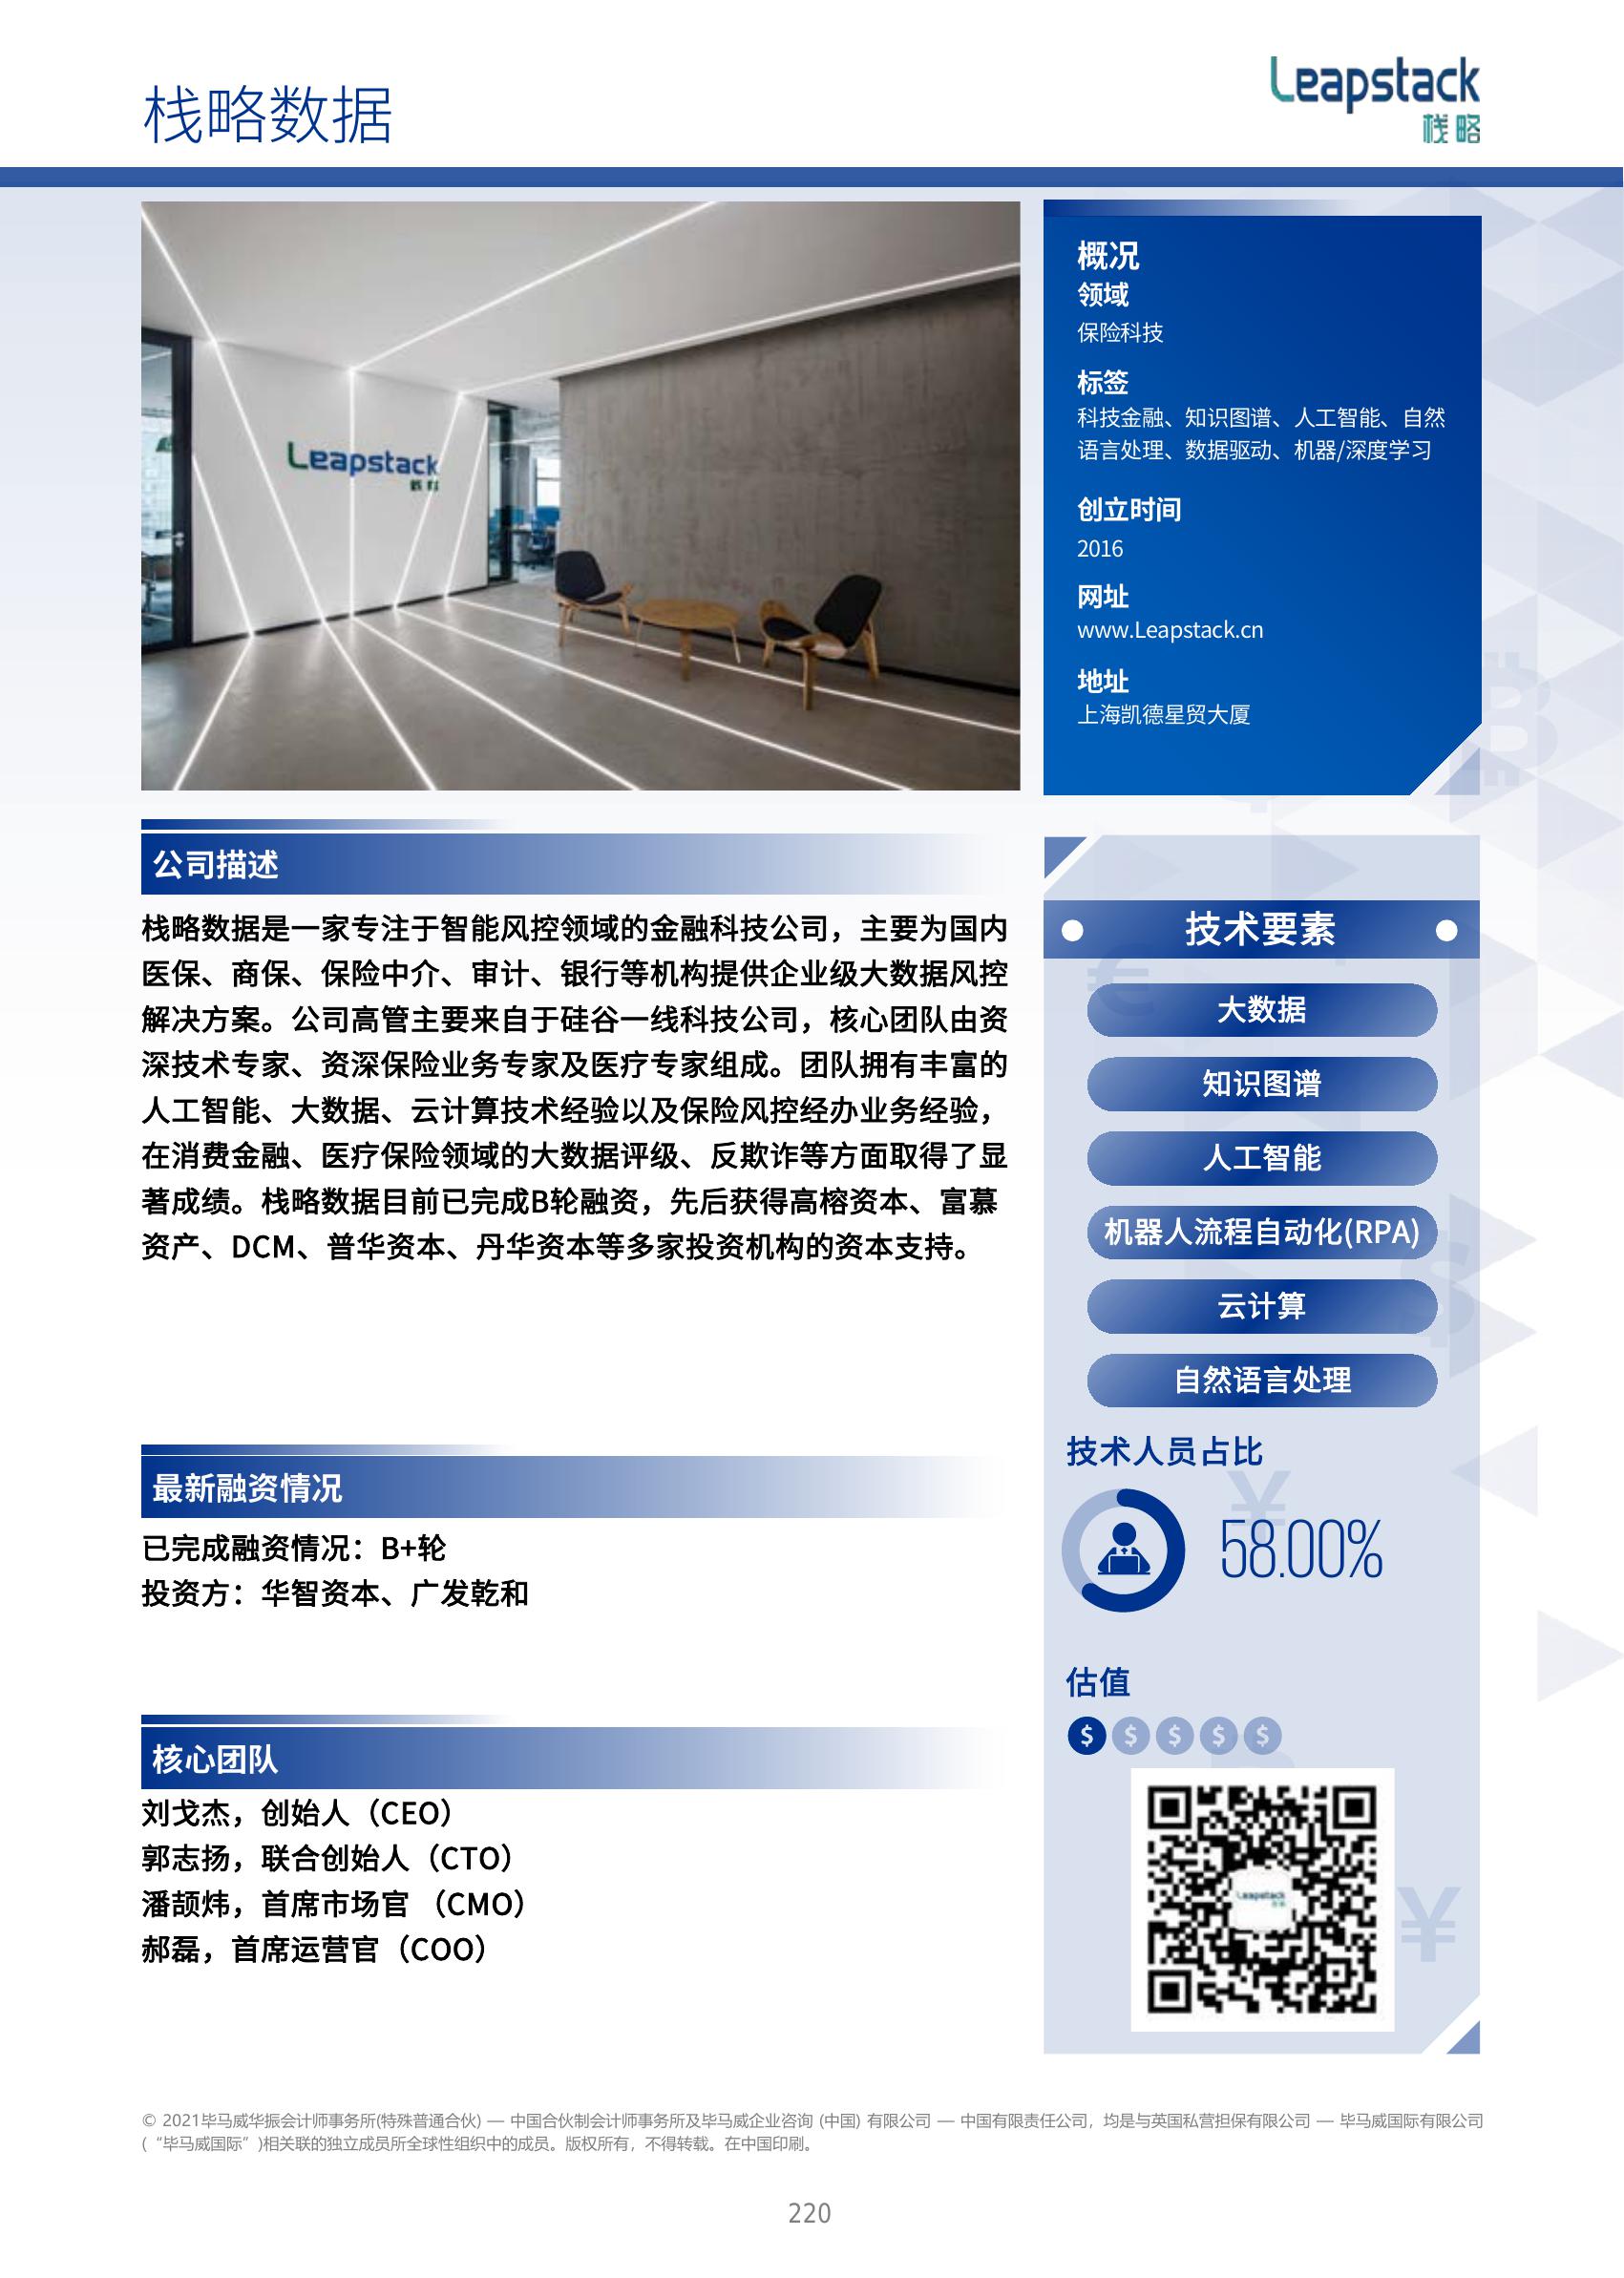 栈略数据
Leapstack
栈略
Leapstack
概况
领域
保险科技
标签
科技金融、知识图谱、人工智能、自然
语言处理、数据驱动、机器/深度学习
创立时间
2016
网址
www.Leapstack.cn
地址
上海凯德星贸大厦
公司描述
栈略数据是一家专注于智能风控领域的金融科技公司，主要为国内
医保、商保、保险中介、审计、银行等机构提供企业级大数据风控
解决方案。公司高管主要来自于硅谷一线科技公司，核心团队由资
深技术专家、资深保险业务专家及医疗专家组成。团队拥有丰富的
人工智能、大数据、云计算技术经验以及保险风控经办业务经验，
在消费金融、医疗保险领域的大数据评级、反欺诈等方面取得了显
著成绩。栈略数据目前已完成B轮融资，先后获得高榕资本、富慕
资产、DCM、普华资本、丹华资本等多家投资机构的资本支持。
最新融资情况
已完成融资情况：B+轮
投资方：华智资本、广发乾和
核心团队
刘戈杰，创始人（CEO）
郭志扬，联合创始人（CTO）
潘颉炜，首席市场官 （CMO）
郝磊，首席运营官（COO）
技术要素
大数据
知识图谱
人工智能
机器人流程自动化(RPA)
云计算
自然语言处理
技术人员占比
58.00%
估值
$ $ $ $ $
Leapstack
© 2021毕马威华振会计师事务所(特殊普通合伙) — 中国合伙制会计师事务所及毕马威企业咨询 (中国) 有限公司 — 中国有限责任公司，均是与英国私营担保有限公司 — 毕马威国际有限公司
(“毕马威国际”)相关联的独立成员所全球性组织中的成员。版权所有，不得转载。在中国印刷。
220